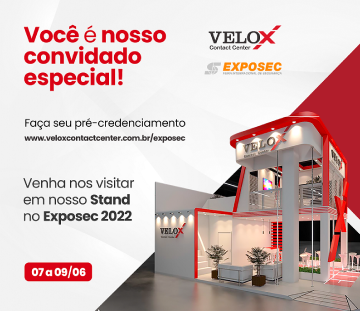 Você é nosso
convidado
especial!
VELOX
Contact Center
EXPOSEC
Faça seu pré-credenciamento
www.veloxcontactcenter.com.br/exposec
Venha nos visitar
em nosso Stand
no Exposec 2022
07 a 09/06
VELOX
VELOX
VELOX